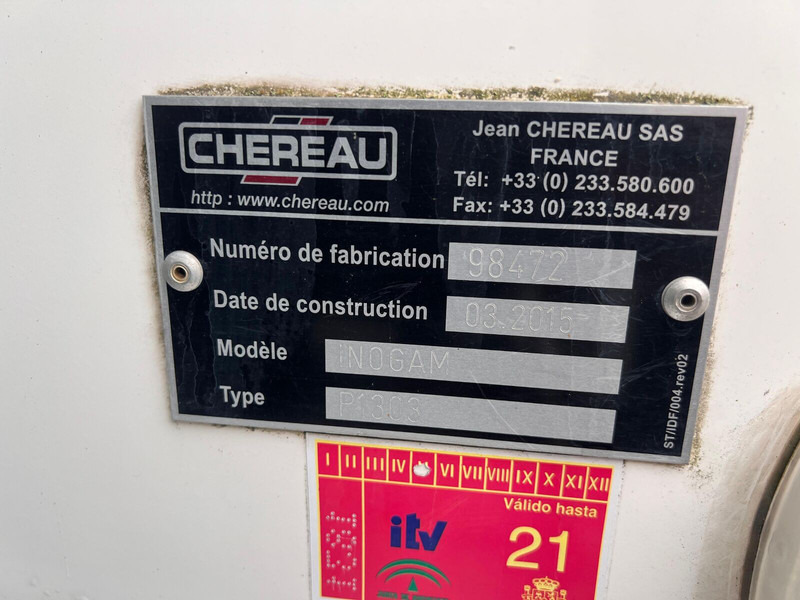 CHEREAU
http : www.chereau.com
Jean CHEREAU SAS
FRANCE
Tél: +33 (0) 233.580.600
Fax: +33 (0) 233.584.479
Numéro de fabrication 98472
Date de construction 03.2015
Modèle INOGAM
Type
ST/IDF/004.rev02
I II III IV VI VII VIII IX X XI XII
Válido hasta
itv 21